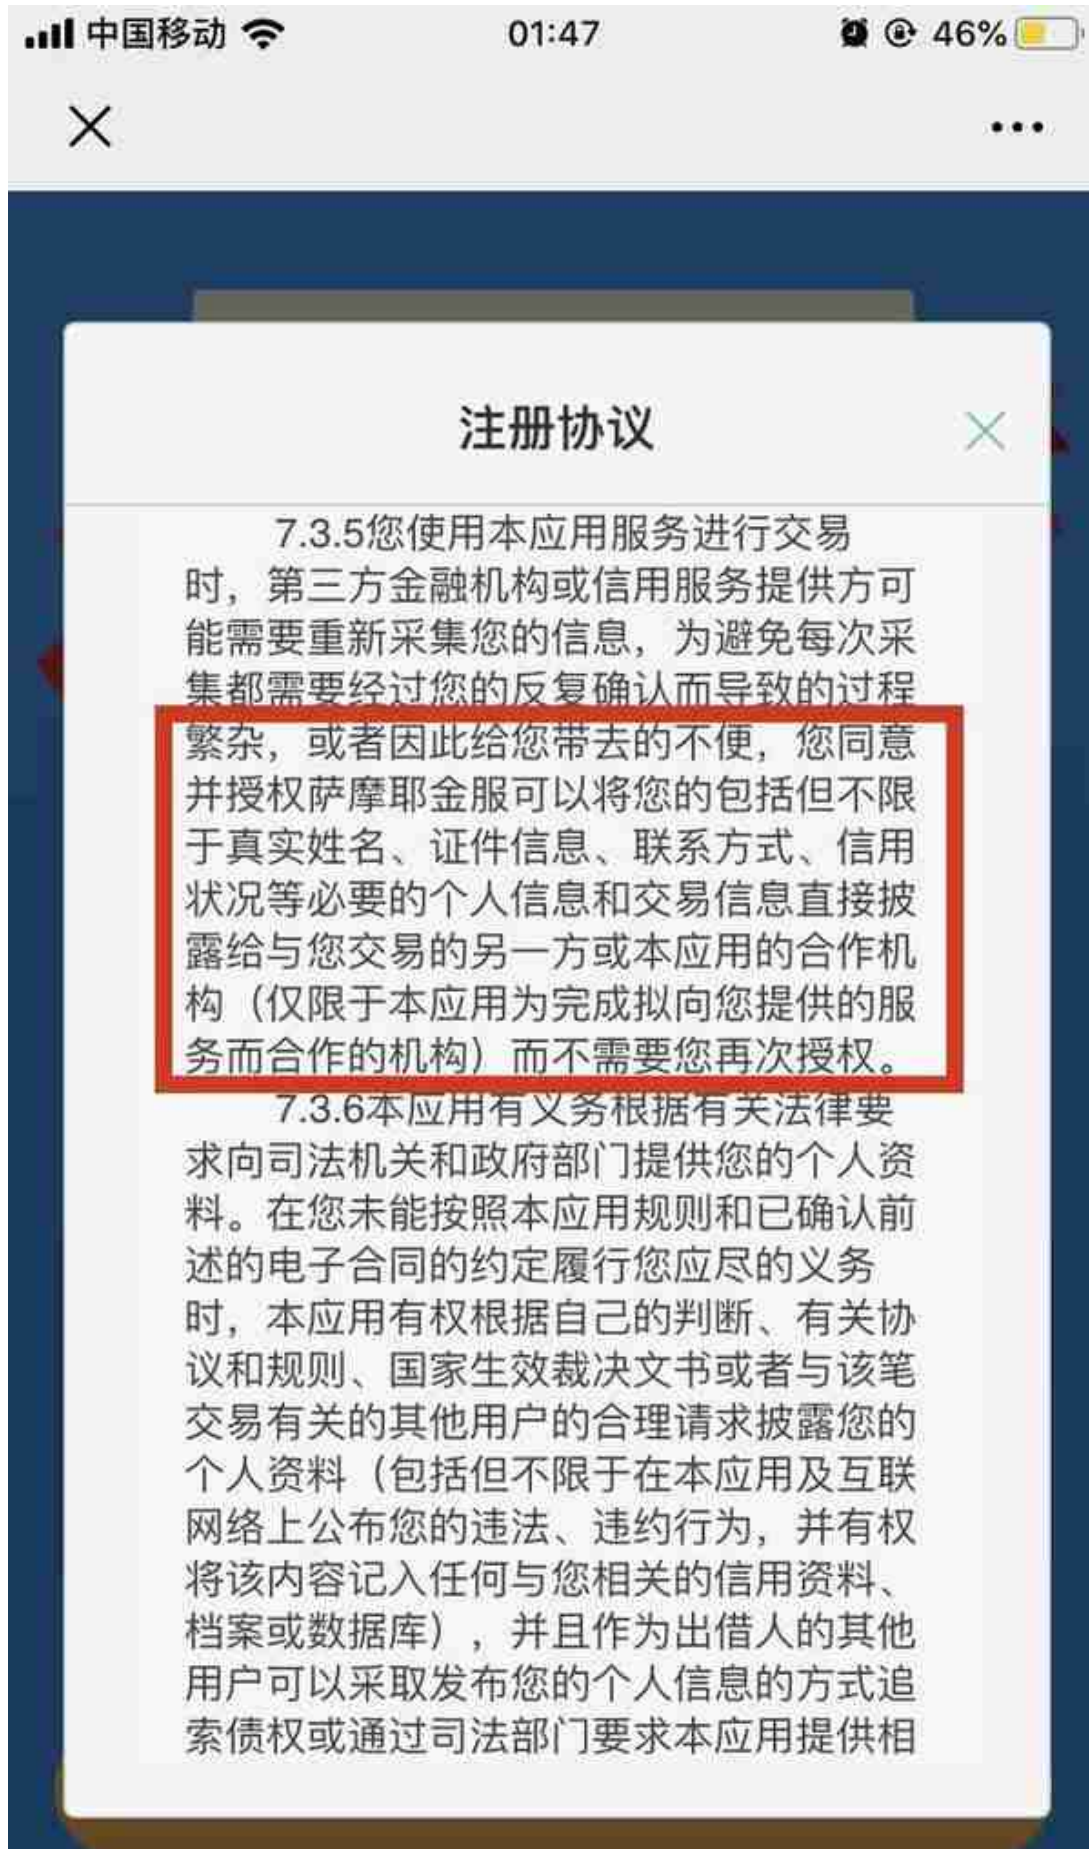 中国移动 01:47 46%
注册协议
7.3.5您使用本应用服务进行交易
时，第三方金融机构或信用服务提供方可
能需要重新采集您的信息，为避免每次采
集都需要经过您的反复确认而导致的过程
繁杂，或者因此给您带去的不便，您同意
并授权萨摩耶金服可以将您的包括但不限
于真实姓名、证件信息、联系方式、信用
状况等必要的个人信息和交易信息直接披
露给与您交易的另一方或本应用的合作机
构（仅限于本应用为完成拟向您提供的服
务而合作的机构）而不需要您再次授权。
7.3.6本应用有义务根据有关法律要
求向司法机关和政府部门提供您的个人资
料。在您未能按照本应用规则和已确认前
述的电子合同的约定履行您应尽的义务
时，本应用有权根据自己的判断、有关协
议和规则、国家生效裁决文书或者与该笔
交易有关的其他用户的合理请求披露您的
个人资料（包括但不限于在本应用及互联
网络上公布您的违法、违约行为，并有权
将该内容记入任何与您相关的信用资料、
档案或数据库），并且作为出借人的其他
用户可以采取发布您的个人信息的方式追
索债权或通过司法部门要求本应用提供相